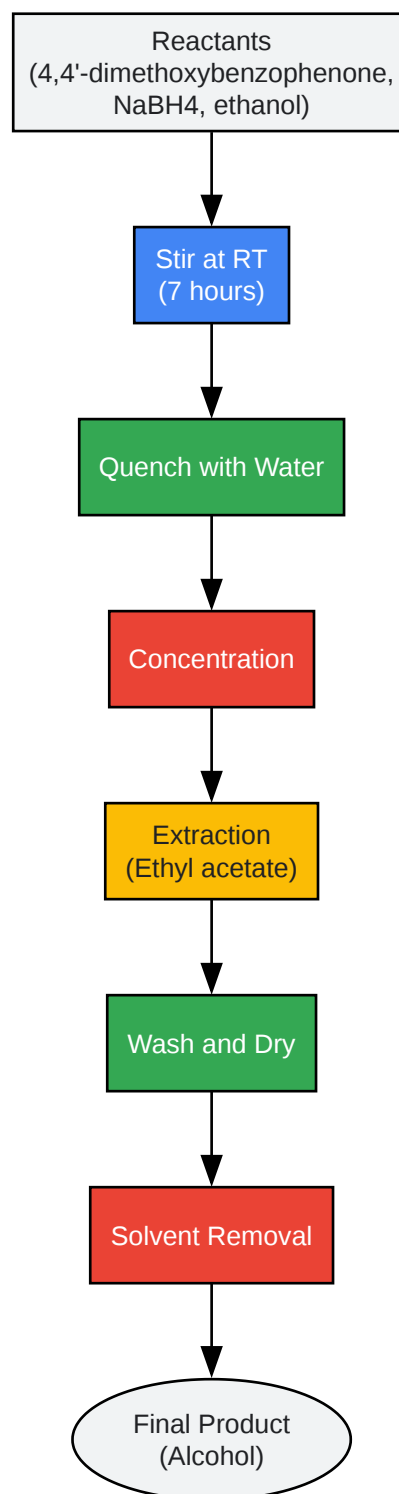 Reactants
(4,4'-dimethoxybenzophenone,
NaBH4, ethanol)
Stir at RT
(7 hours)
Quench with Water
Concentration
Extraction
(Ethyl acetate)
Wash and Dry
Solvent Removal
Final Product
(Alcohol)